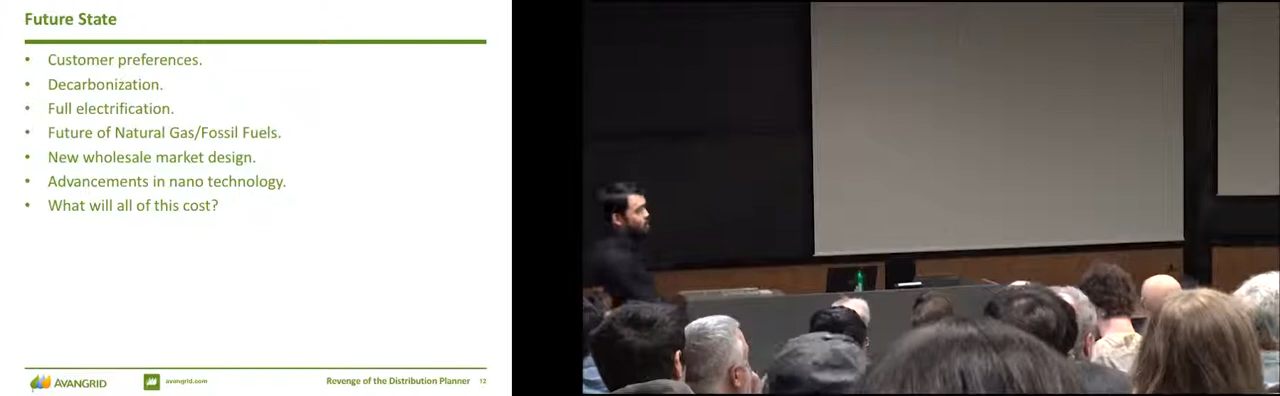 Future State
• Customer preferences.
• Decarbonization.
• Full electrification.
• Future of Natural Gas/Fossil Fuels.
• New wholesale market design.
• Advancements in nano technology.
• What will all of this cost?
AVANGRID
avangrid.com
Revenge of the Distribution Planner 12